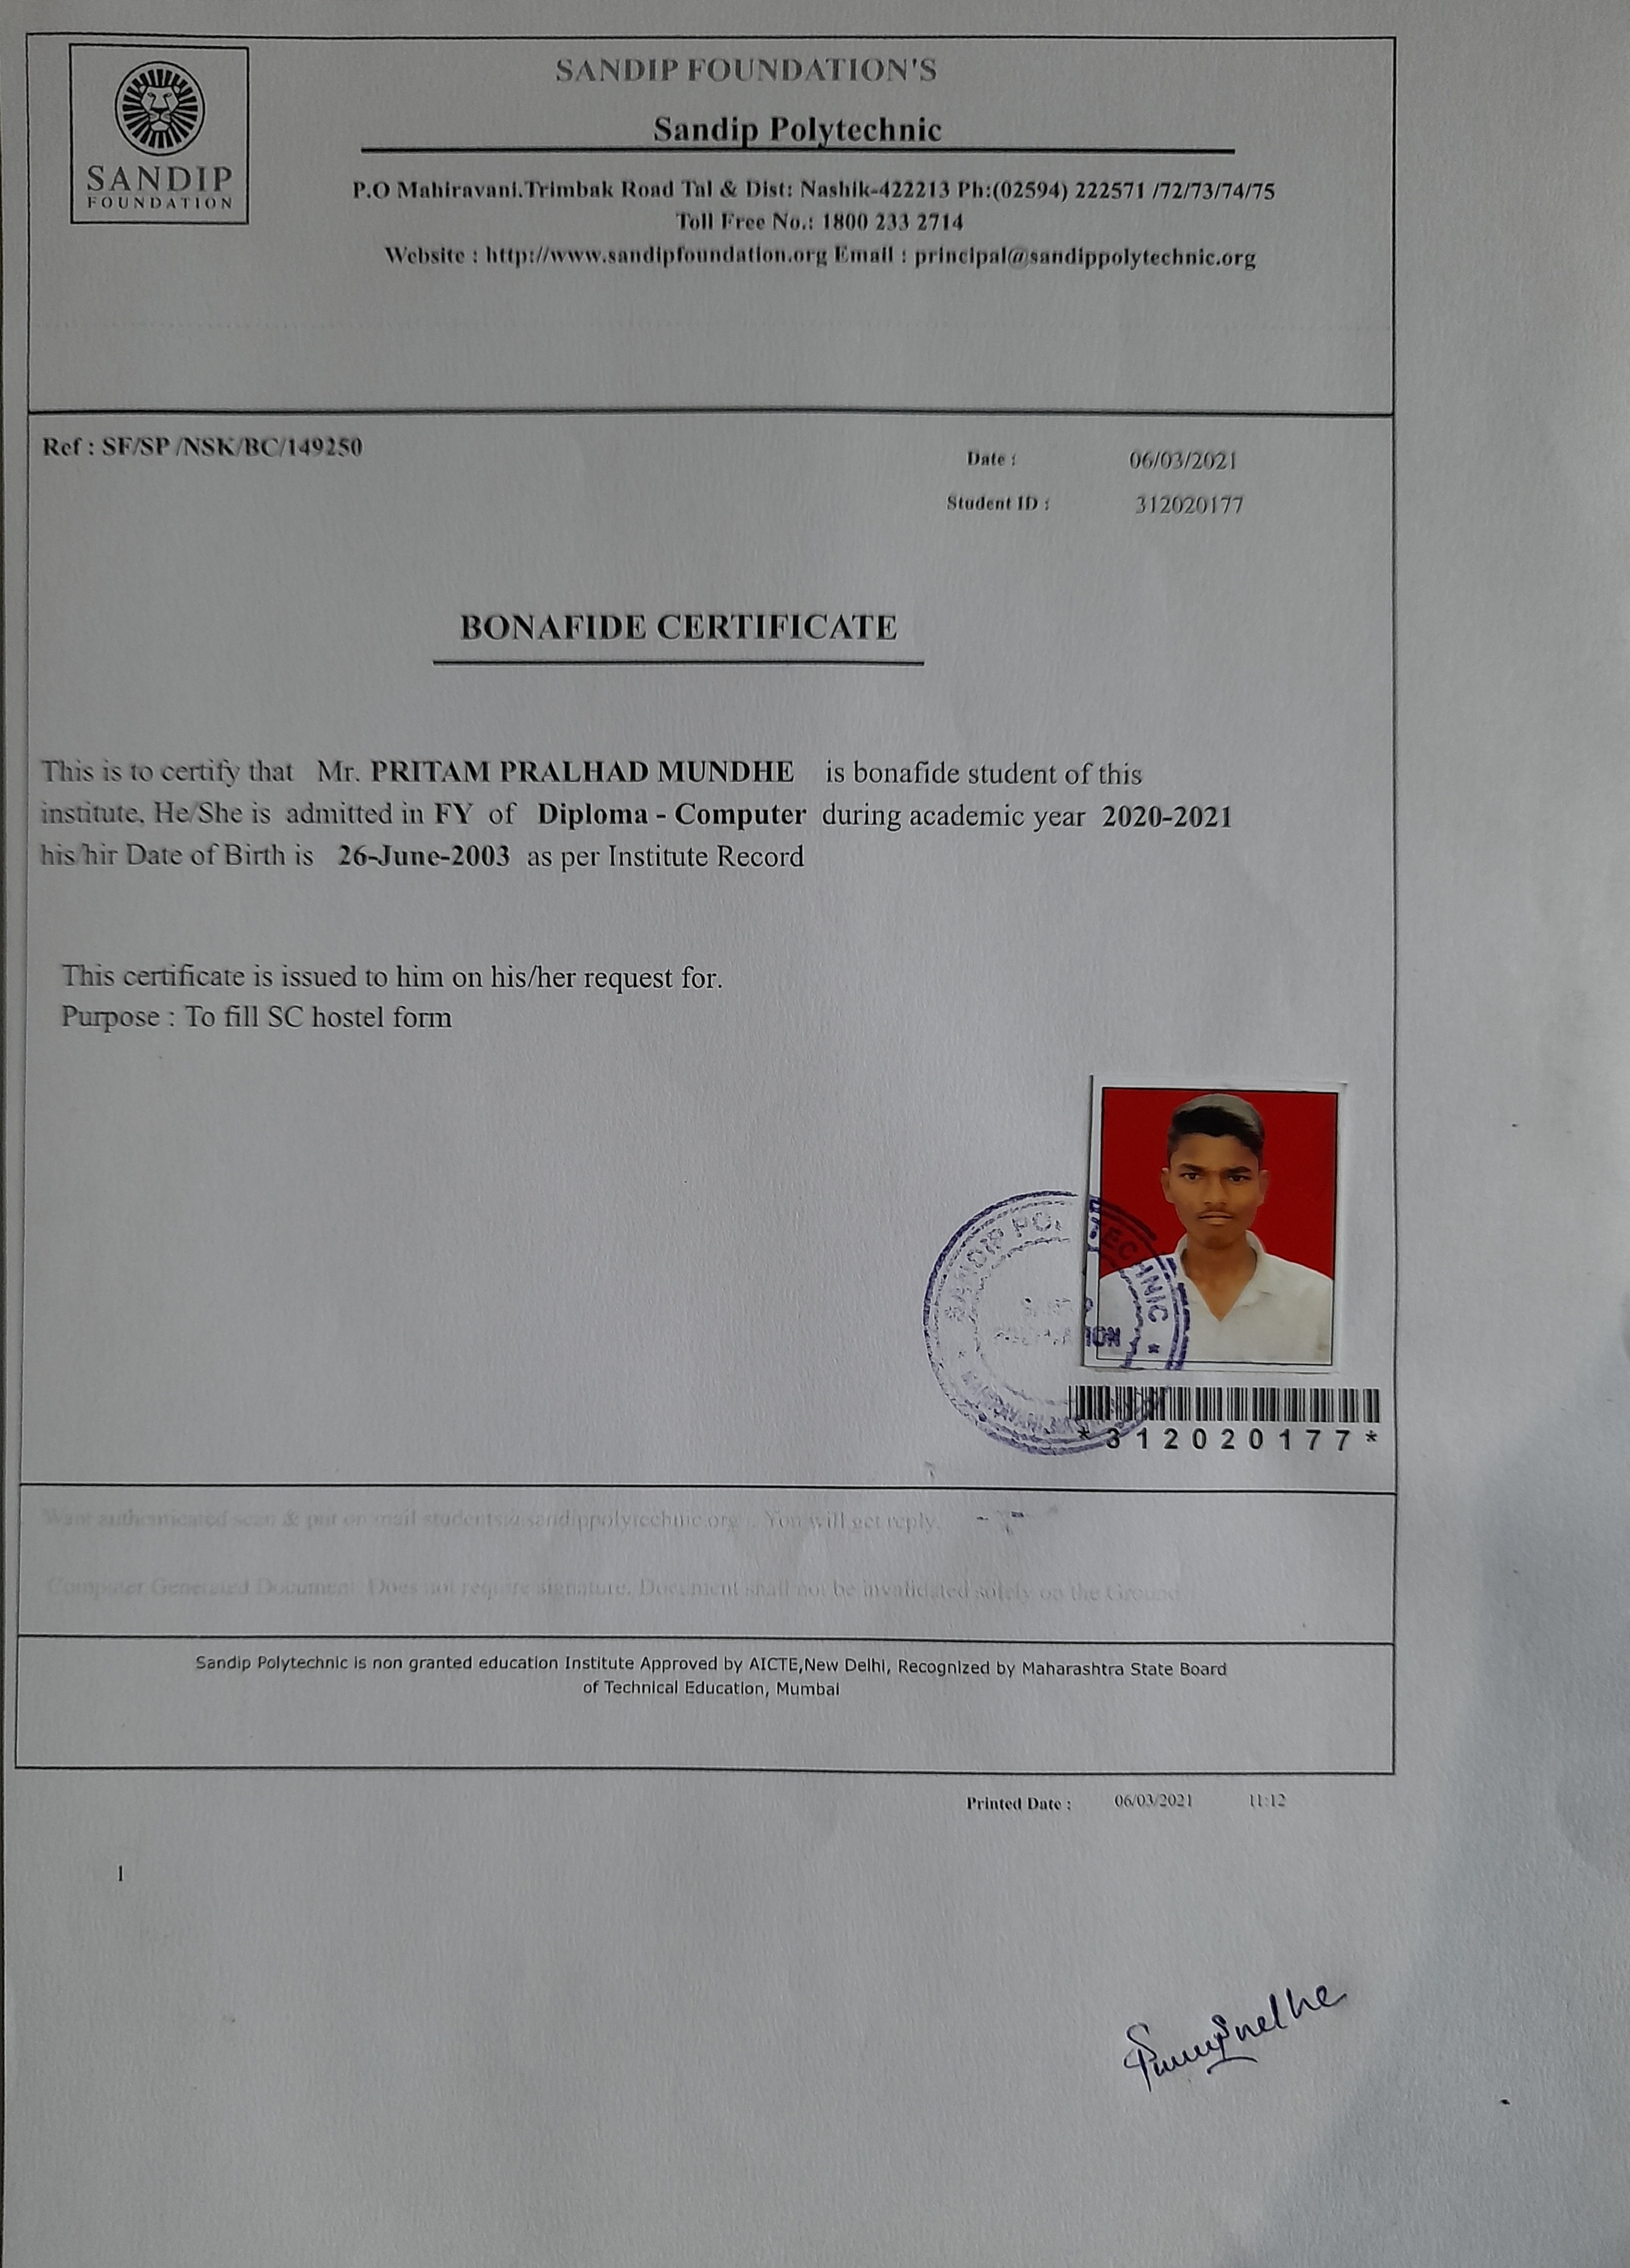 SANDIP FOUNDATION'S
SANDIP
FOUNDATION
Sandip Polytechnic
P.O Mahiravani.Trimbak Road Tal & Dist: Nashik-422213 Ph:(02594) 222571 /72/73/74/75
Toll Free No.: 1800 233 2714
Website : http://www.sandipfoundation.org Email : principal@sandippolytechnic.org
Ref : SF/SP /NSK/BC/149250
Date : 06/03/2021
Student ID : 312020177
BONAFIDE CERTIFICATE
This is to certify that Mr. PRITAM PRALHAD MUNDHE is bonafide student of this
institute. He/She is admitted in FY of Diploma - Computer during academic year 2020-2021
his/hir Date of Birth is 26-June-2003 as per Institute Record
This certificate is issued to him on his/her request for.
Purpose : To fill SC hostel form
SANDIP POLYTECHNIC *
*312020177*
Want authenticated scan & put on mail students@sandippolytechnic.org . You will get reply.
Computer Generated Document. Does not require signature. Document shall not be invalidated solely on the Ground
Sandip Polytechnic is non granted education Institute Approved by AICTE,New Delhi, Recognized by Maharashtra State Board
of Technical Education, Mumbai
Printed Date : 06/03/2021 11:12
1